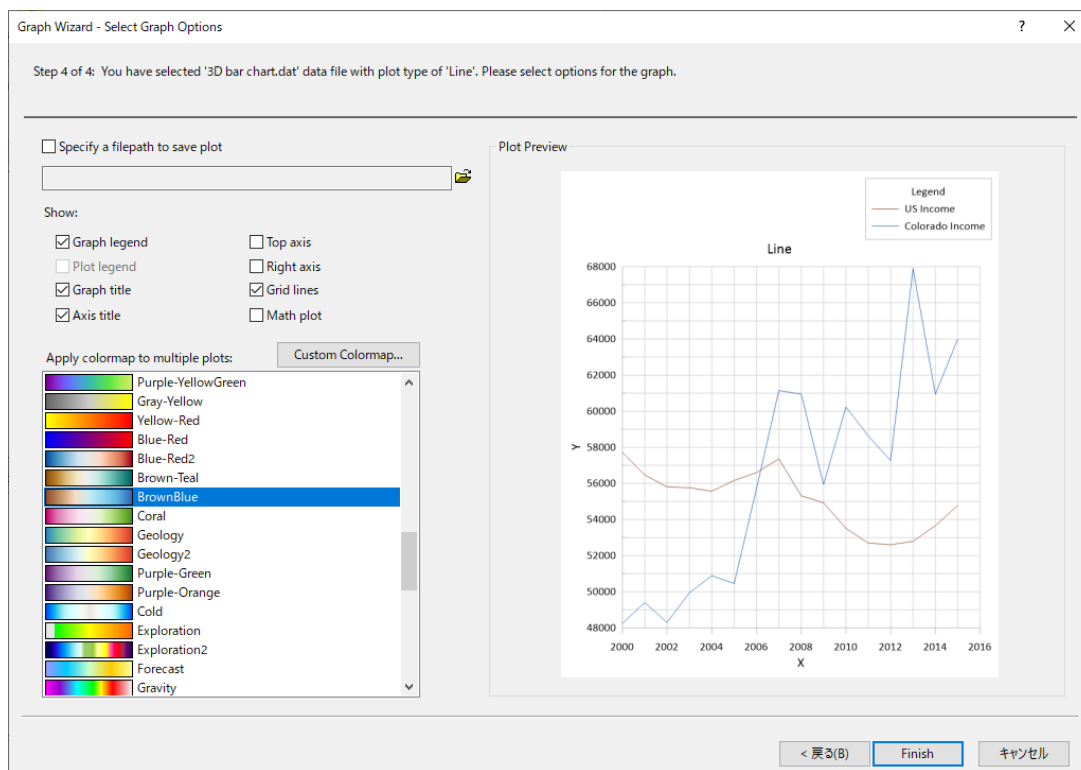 Graph Wizard - Select Graph Options
?
Step 4 of 4: You have selected '3D bar chart.dat' data file with plot type of 'Line'. Please select options for the graph.
Specify a filepath to save plot
Show:
Graph legend
Top axis
Plot legend
Right axis
Graph title
Grid lines
Axis title
Math plot
Apply colormap to multiple plots:
Custom Colormap...
Purple-YellowGreen
Gray-Yellow
Yellow-Red
Blue-Red
Blue-Red2
Brown-Teal
BrownBlue
Coral
Geology
Geology2
Purple-Green
Purple-Orange
Cold
Exploration
Exploration2
Forecast
Gravity
Plot Preview
Legend
US Income
Colorado Income
Line
68000
66000
64000
62000
60000
58000
56000
54000
52000
50000
48000
Y
2000 2002 2004 2006 2008 2010 2012 2014 2016
X
< 戻る(B)
Finish
キャンセル